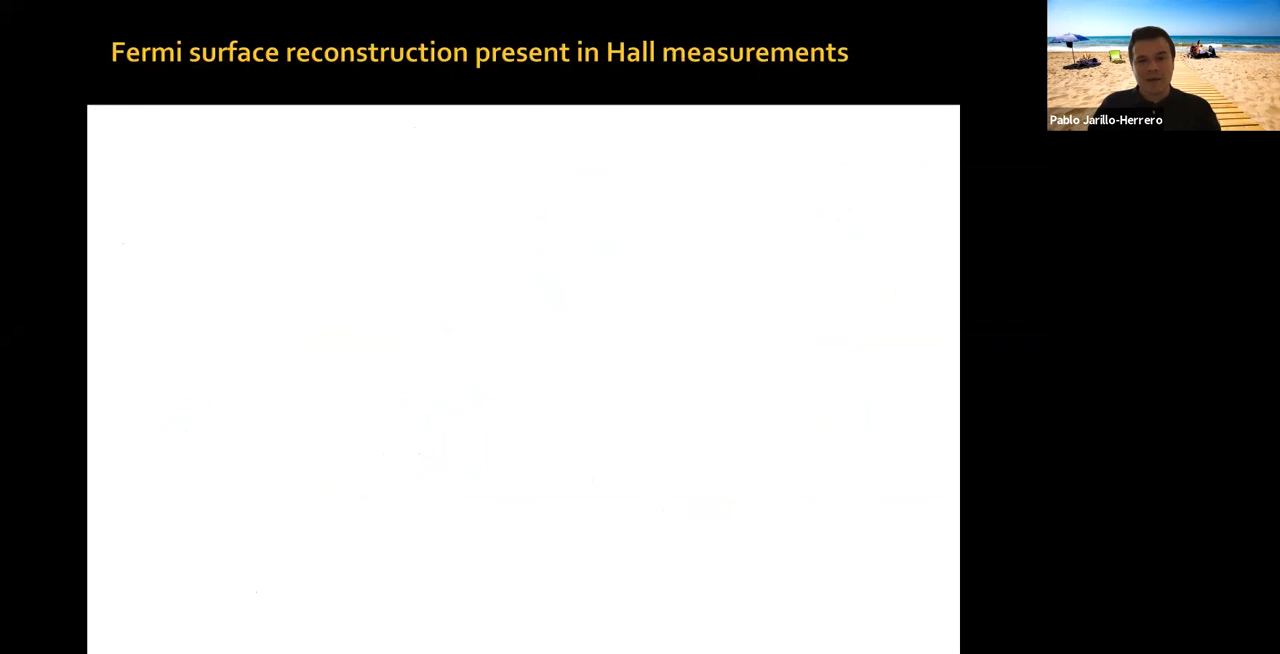 Fermi surface reconstruction present in Hall measurements
Pablo Jarillo-Herrero